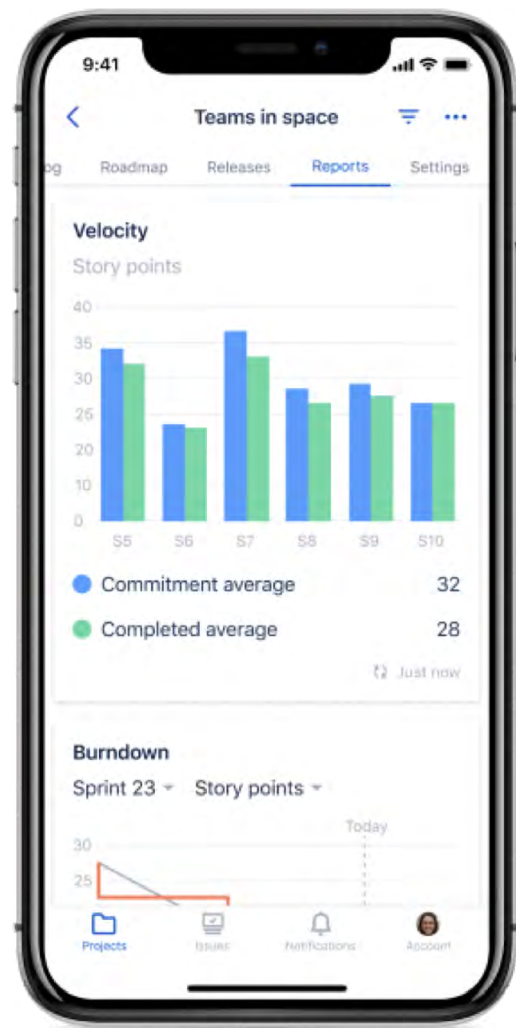 9:41
Teams in space
og Roadmap Releases Reports Settings
Velocity
Story points
40
35
30
25
20
10
0
S5 S6 S7 S8 S9 S10
Commitment average 32
Completed average 28
Just now
Burndown
Sprint 23 Story points
Today
30
25
Projects Issues Notifications Account